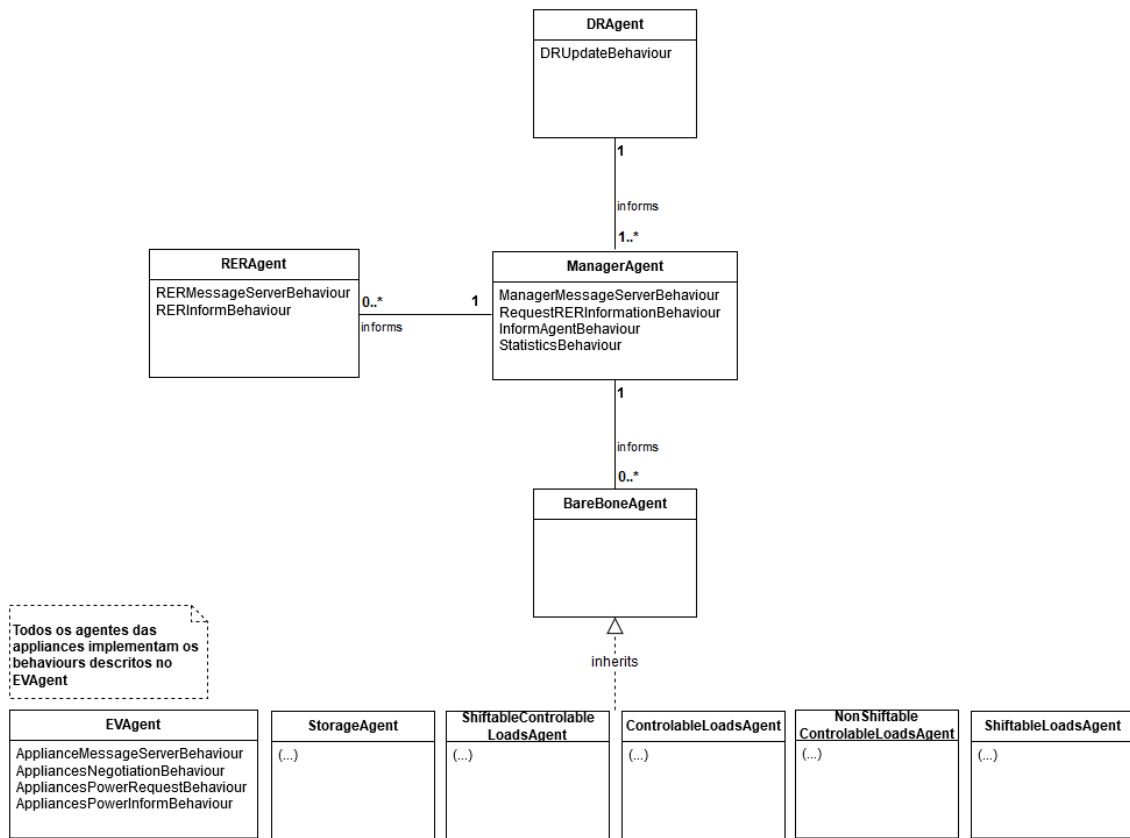 DRAgent
DRUpdateBehaviour
1
informs
1..*
RERAgent
RERMessageServerBehaviour
RERInformBehaviour
0..*
1
informs
ManagerAgent
ManagerMessageServerBehaviour
RequestRERInformationBehaviour
InformAgentBehaviour
StatisticsBehaviour
1
informs
0..*
BareBoneAgent
inherits
Todos os agentes das
appliances implementam os
behaviours descritos no
EVAgent
EVAgent
ApplianceMessageServerBehaviour
AppliancesNegotiationBehaviour
AppliancesPowerRequestBehaviour
AppliancesPowerInformBehaviour
StorageAgent
(...)
ShiftableControlable
LoadsAgent
(...)
ControlableLoadsAgent
(...)
NonShiftable
ControlableLoadsAgent
(...)
ShiftableLoadsAgent
(...)